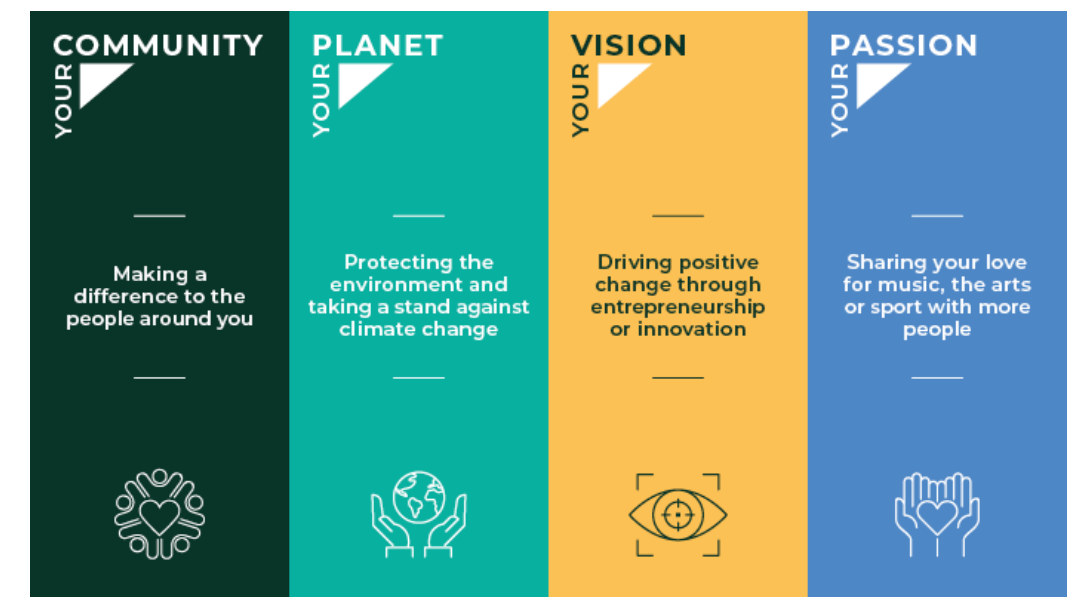 YOUR COMMUNITY
Making a
difference to the
people around you
YOUR PLANET
Protecting the
environment and
taking a stand against
climate change
YOUR VISION
Driving positive
change through
entrepreneurship
or innovation
YOUR PASSION
Sharing your love
for music, the arts
or sport with more
people